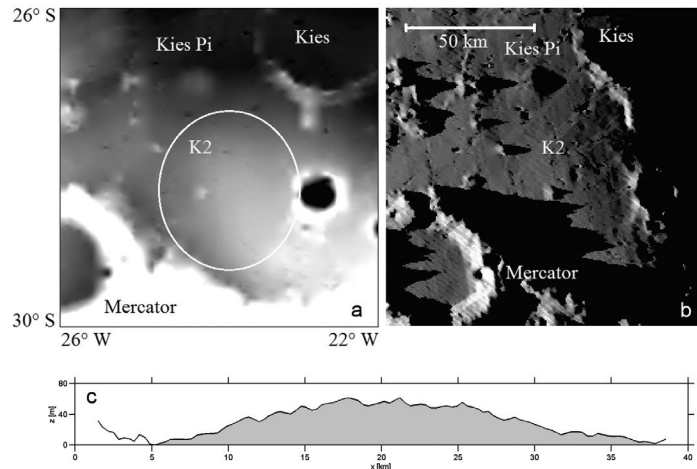 26° S
Kies Pi
Kies
K2
Mercator
a
30° S
26° W
22° W
50 km
Kies Pi
Kies
K2
Mercator
b
c
80
40
0
z [m]
0
5
10
15
20
25
30
35
40
x [km]